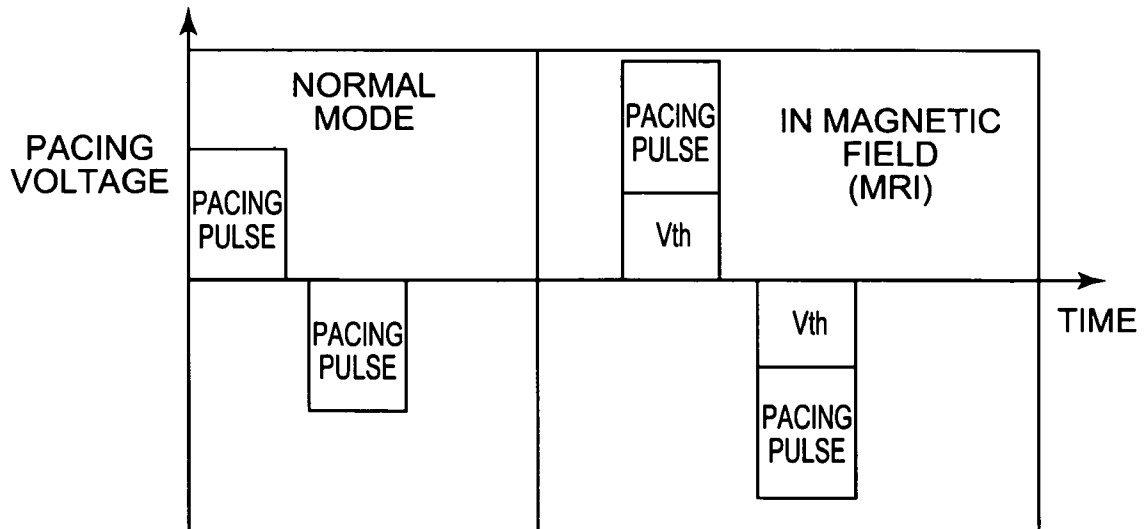 PACING
VOLTAGE
NORMAL
MODE
PACING
PULSE
PACING
PULSE
PACING
PULSE
Vth
IN MAGNETIC
FIELD
(MRI)
Vth
PACING
PULSE
TIME